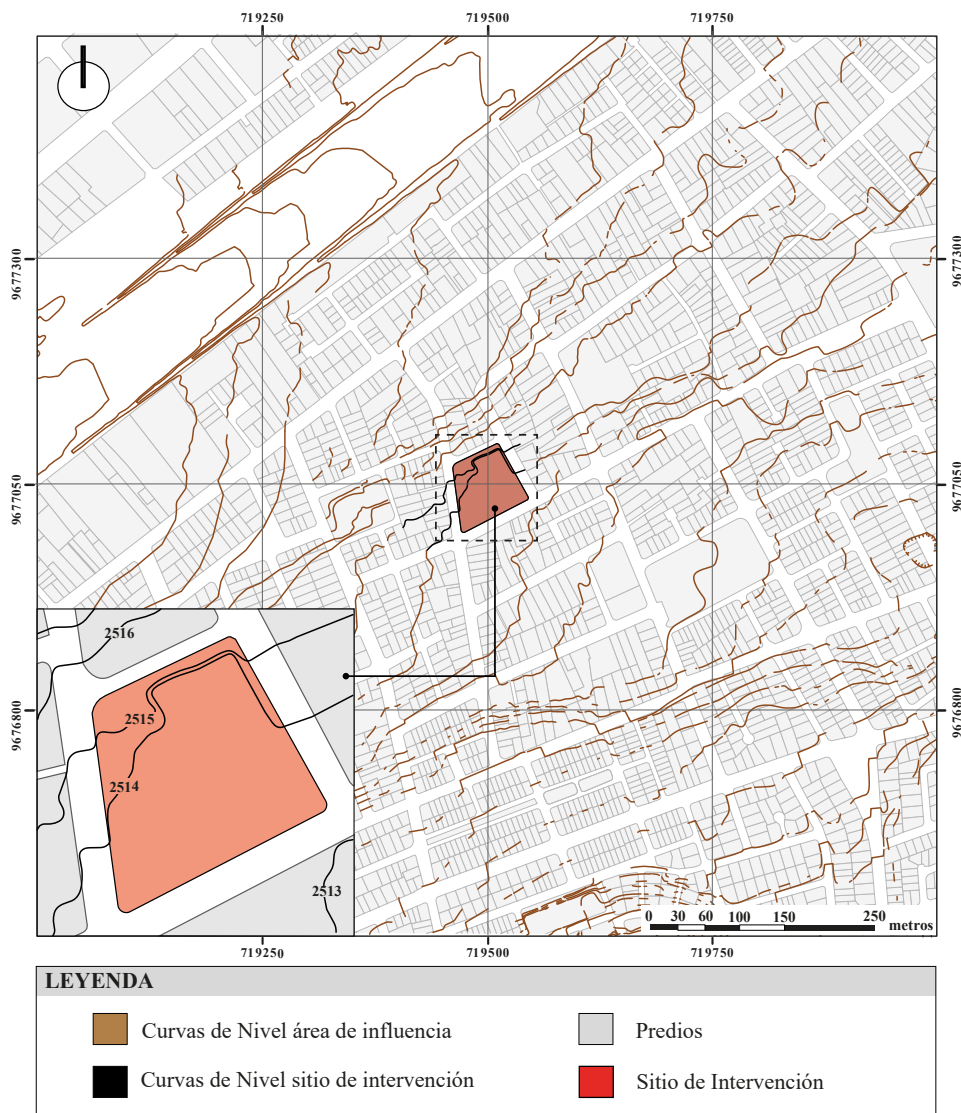 719250 719500 719750
9677300 9677300
9677050 9677050
2516
2515
2514
2513
9676800 9676800
0 30 60 100 150 250
metros
719250 719500 719750
LEYENDA
Curvas de Nivel área de influencia
Predios
Curvas de Nivel sitio de intervención
Sitio de Intervención